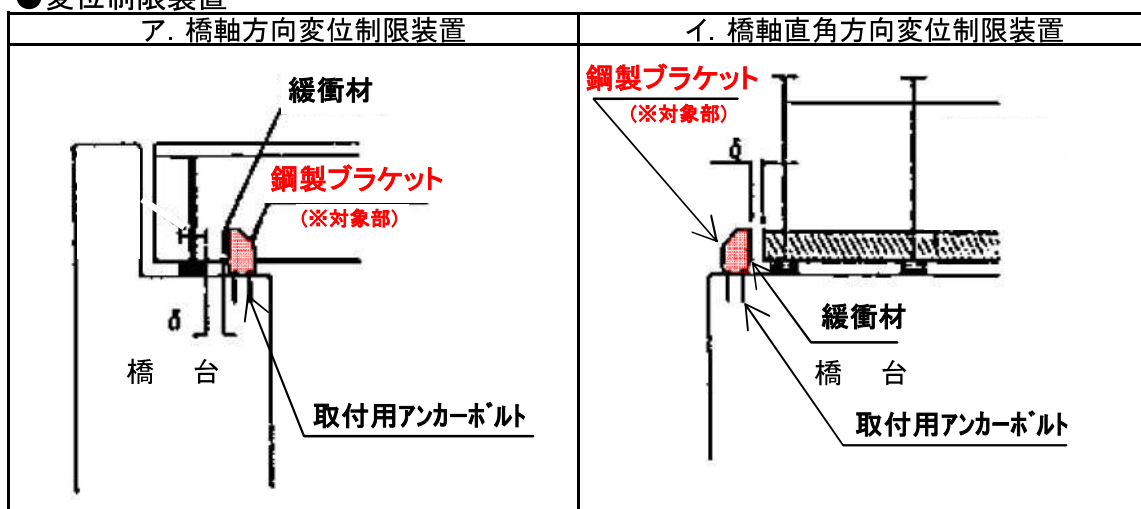 ●変位制限装置
ア．橋軸方向変位制限装置
イ．橋軸直角方向変位制限装置
緩衝材
鋼製ブラケット
（※対象部）
δ
橋　台
取付用アンカーボルト
鋼製ブラケット
（※対象部）
δ
緩衝材
橋　台
取付用アンカーボルト